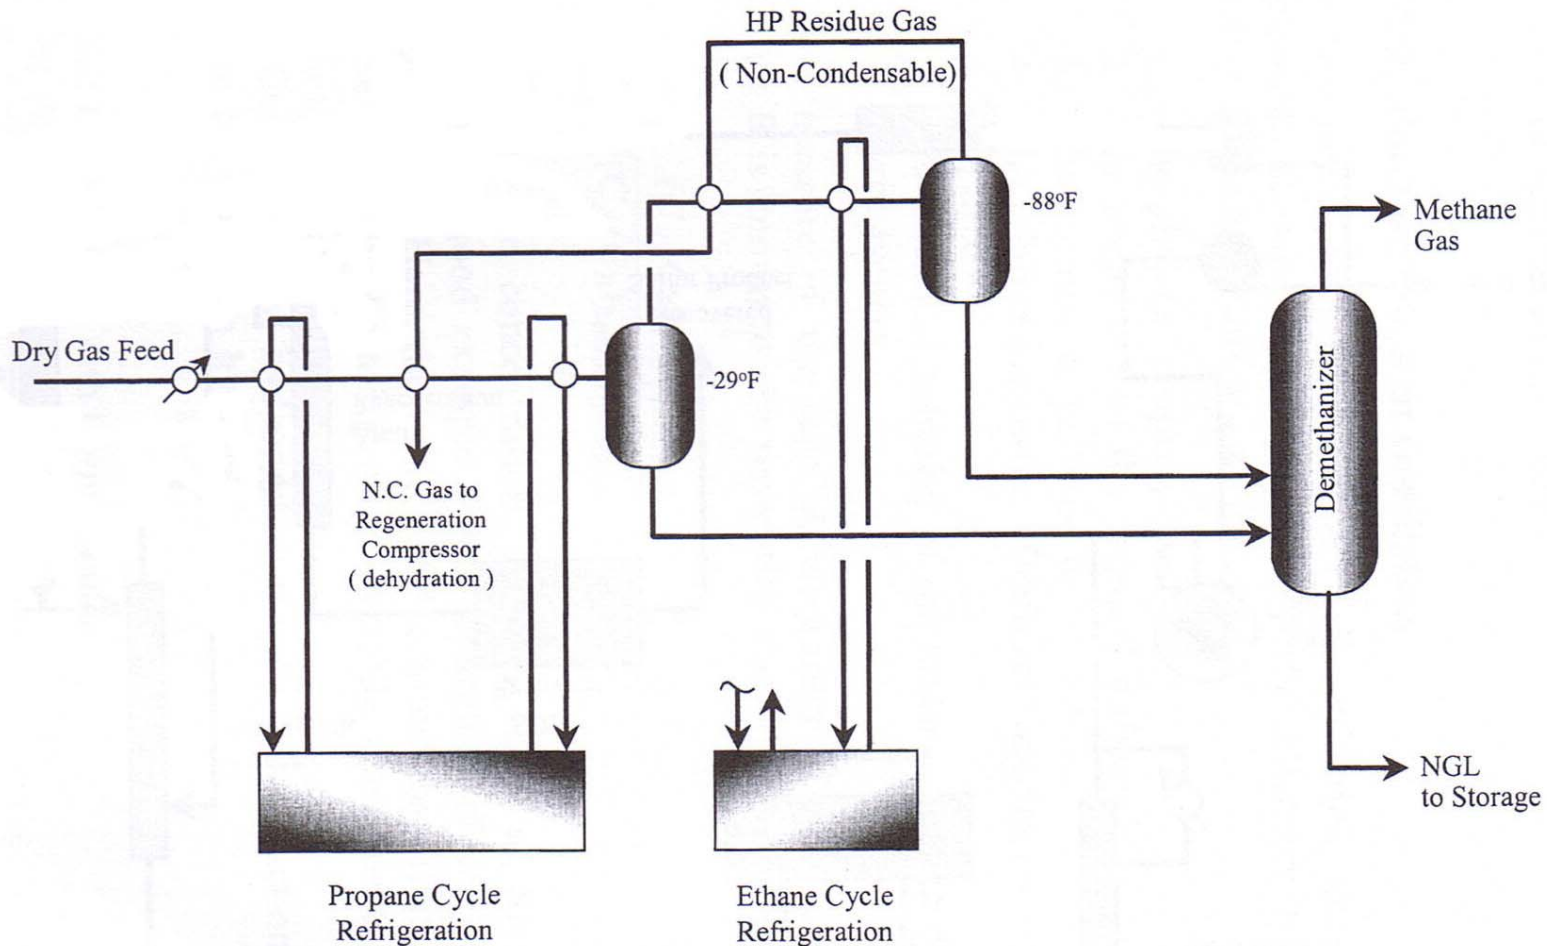 HP Residue Gas
( Non-Condensable)
-88°F
Methane
Gas
Dry Gas Feed
-29°F
Demethanizer
N.C. Gas to
Regeneration
Compressor
( dehydration )
NGL
to Storage
Propane Cycle
Refrigeration
Ethane Cycle
Refrigeration